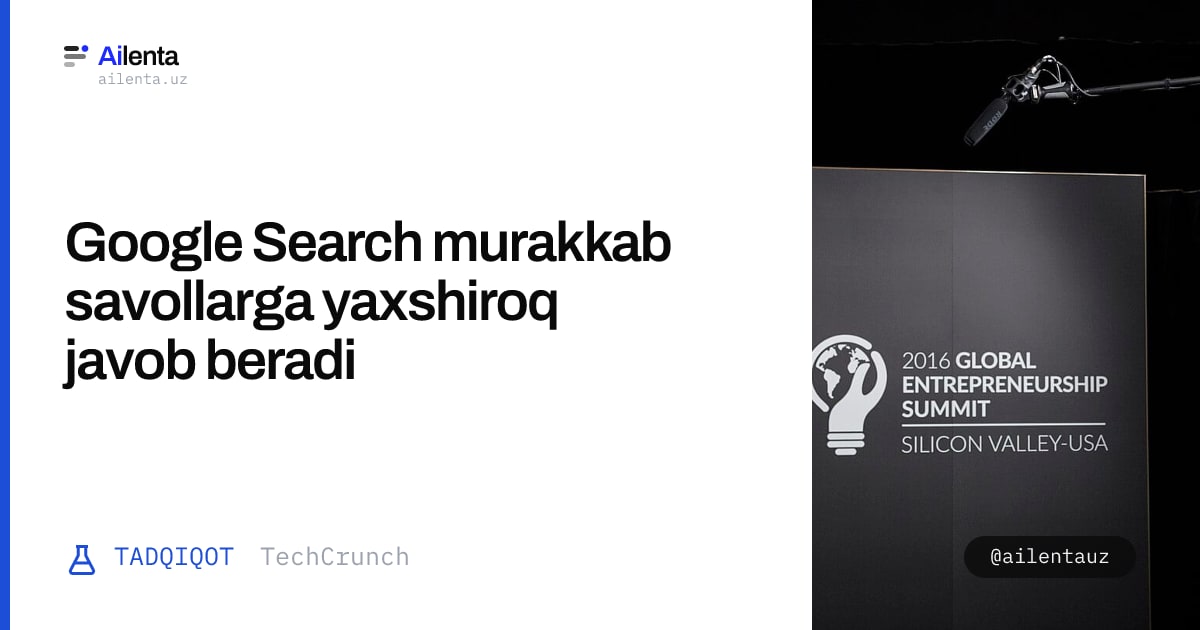 Ailenta
ailenta.uz
Google Search murakkab
savollarga yaxshiroq
javob beradi
TADQIQOT TechCrunch
RØDE
2016 GLOBAL
ENTREPRENEURSHIP
SUMMIT
SILICON VALLEY-USA
@ailentauz